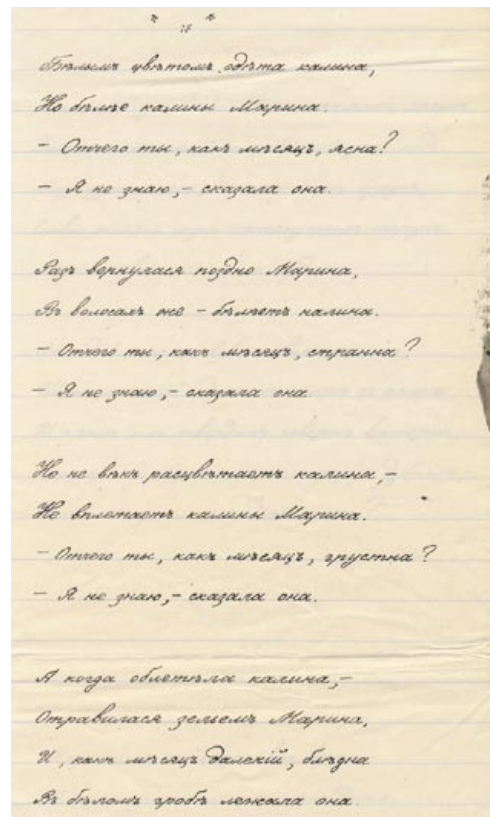 * * *
Бѣлымъ цвѣтомъ одѣта калина,
Но бѣлѣе калины Марина.
– Отчего ты, какъ мѣсяцъ, ясна?
– Я не знаю, – сказала она.
Разъ вернулася поздно Марина,
Въ волосахъ же – бѣлѣетъ калина.
– Отчего ты, какъ мѣсяцъ, странна?
– Я не знаю, – сказала она.
Но не вѣкъ расцвѣтаетъ калина, –
Не вплетаетъ калины Марина.
– Отчего ты, какъ мѣсяцъ, грустна?
– Я не знаю, – сказала она.
А когда облетѣла калина, –
Отравилася зельемъ Марина,
И, какъ мѣсяцъ далекій, блѣдна
Въ бѣломъ гробѣ лежала она.